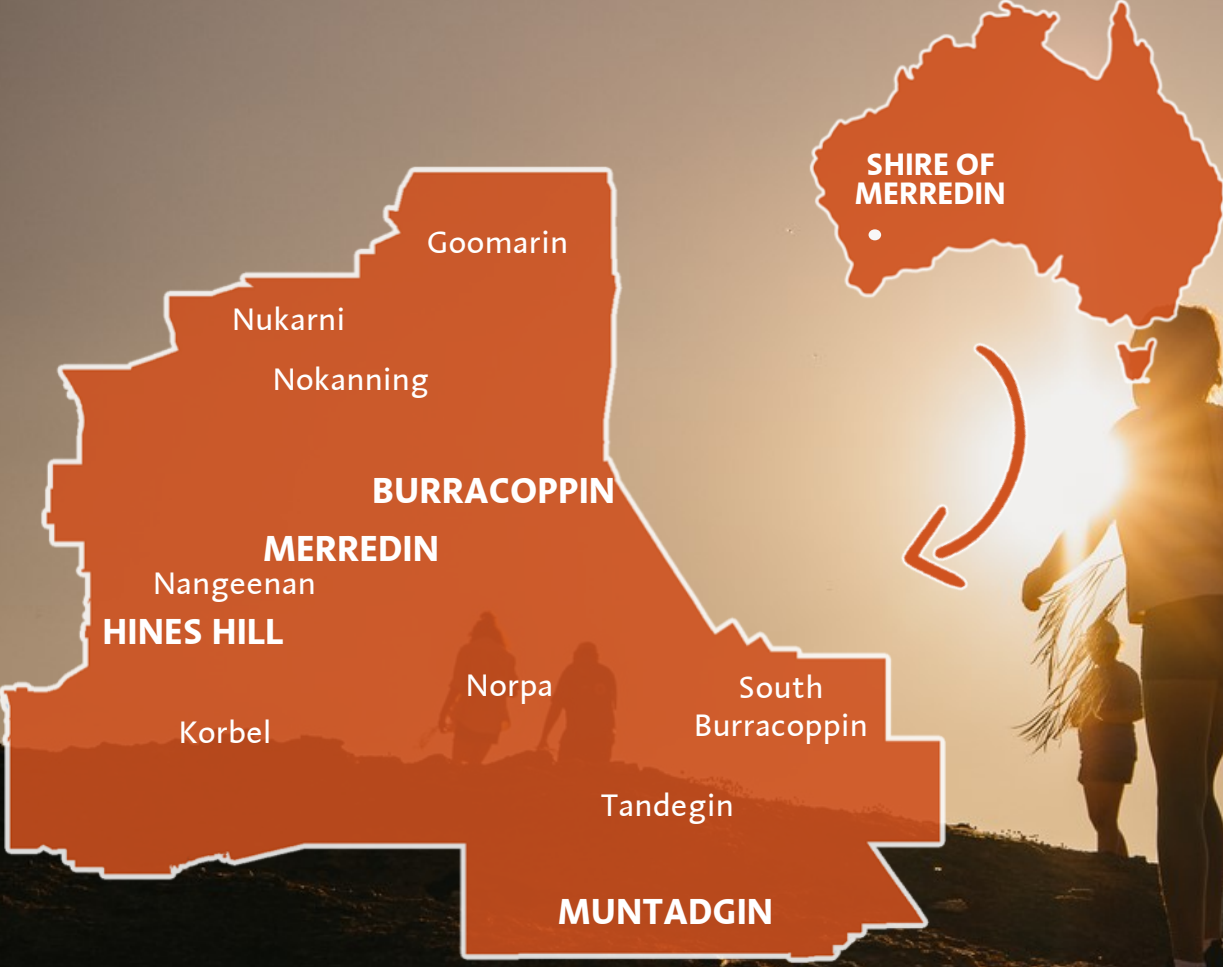 SHIRE OF
MERREDIN
Goomarin
Nukarni
Nokanning
BURRACOPPIN
MERREDIN
Nangeenan
HINES HILL
Norpa
South
Burracoppin
Korbel
Tandegin
MUNTADGIN